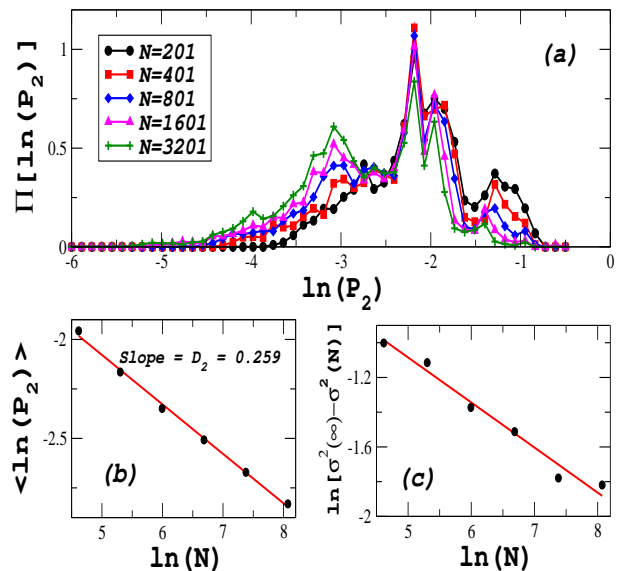 (a)
N=201
N=401
N=801
N=1601
N=3201
Π[ln(P₂)]
1
0.5
0
-6 -5 -4 -3 -2 -1 0
ln(P₂)
<ln(P₂)>
-2
-2.5
Slope = D₂ = 0.259
(b)
5 6 7 8
ln(N)
ln[σ²(∞)-σ²(N)]
-1.2
-1.6
-2
(c)
5 6 7 8
ln(N)